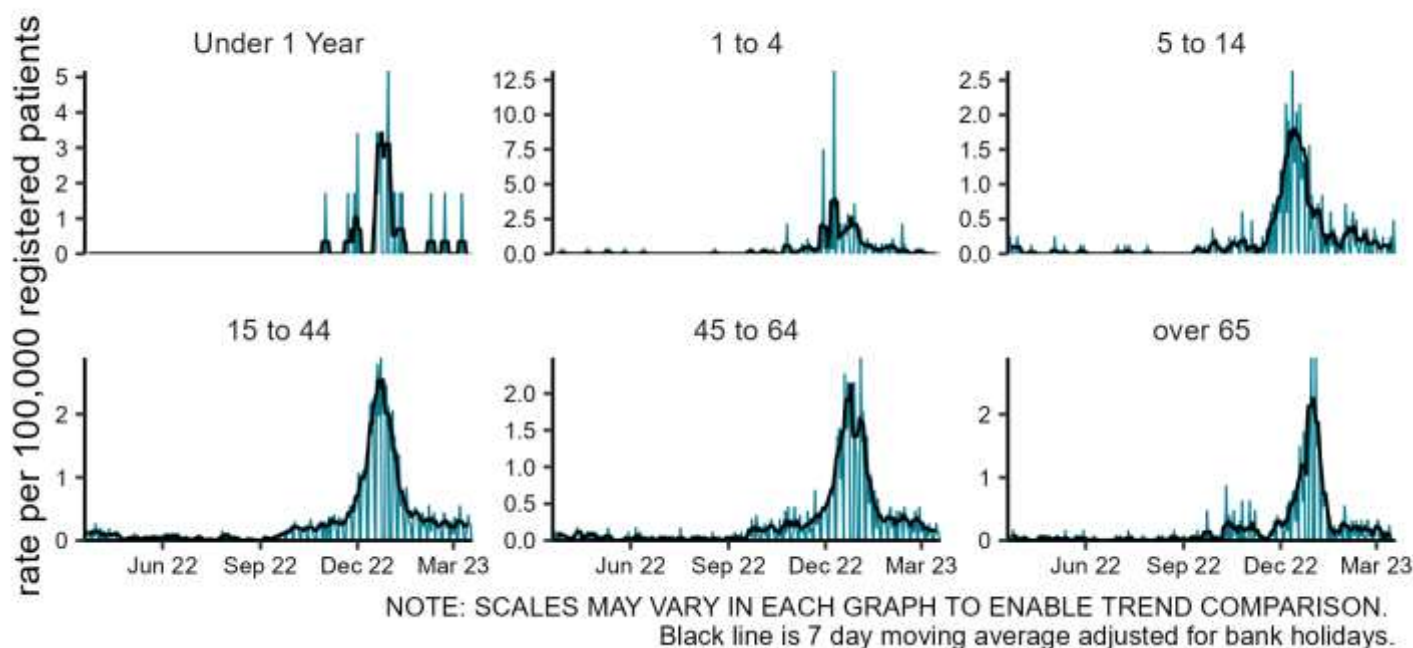 rate per 100,000 registered patients
Under 1 Year
5
4
3
2
1
0
1 to 4
12.5
10.0
7.5
5.0
2.5
0.0
5 to 14
2.5
2.0
1.5
1.0
0.5
0.0
15 to 44
2
1
0
Jun 22 Sep 22 Dec 22 Mar 23
45 to 64
2.0
1.5
1.0
0.5
0.0
Jun 22 Sep 22 Dec 22 Mar 23
over 65
2
1
0
Jun 22 Sep 22 Dec 22 Mar 23
NOTE: SCALES MAY VARY IN EACH GRAPH TO ENABLE TREND COMPARISON.
Black line is 7 day moving average adjusted for bank holidays.